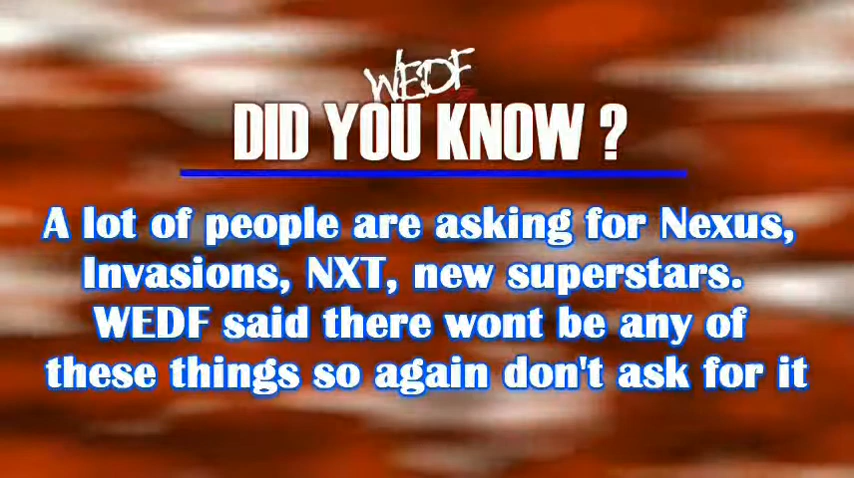 WEDF
DID YOU KNOW ?
A lot of people are asking for Nexus,
Invasions, NXT, new superstars.
WEDF said there wont be any of
these things so again don't ask for it